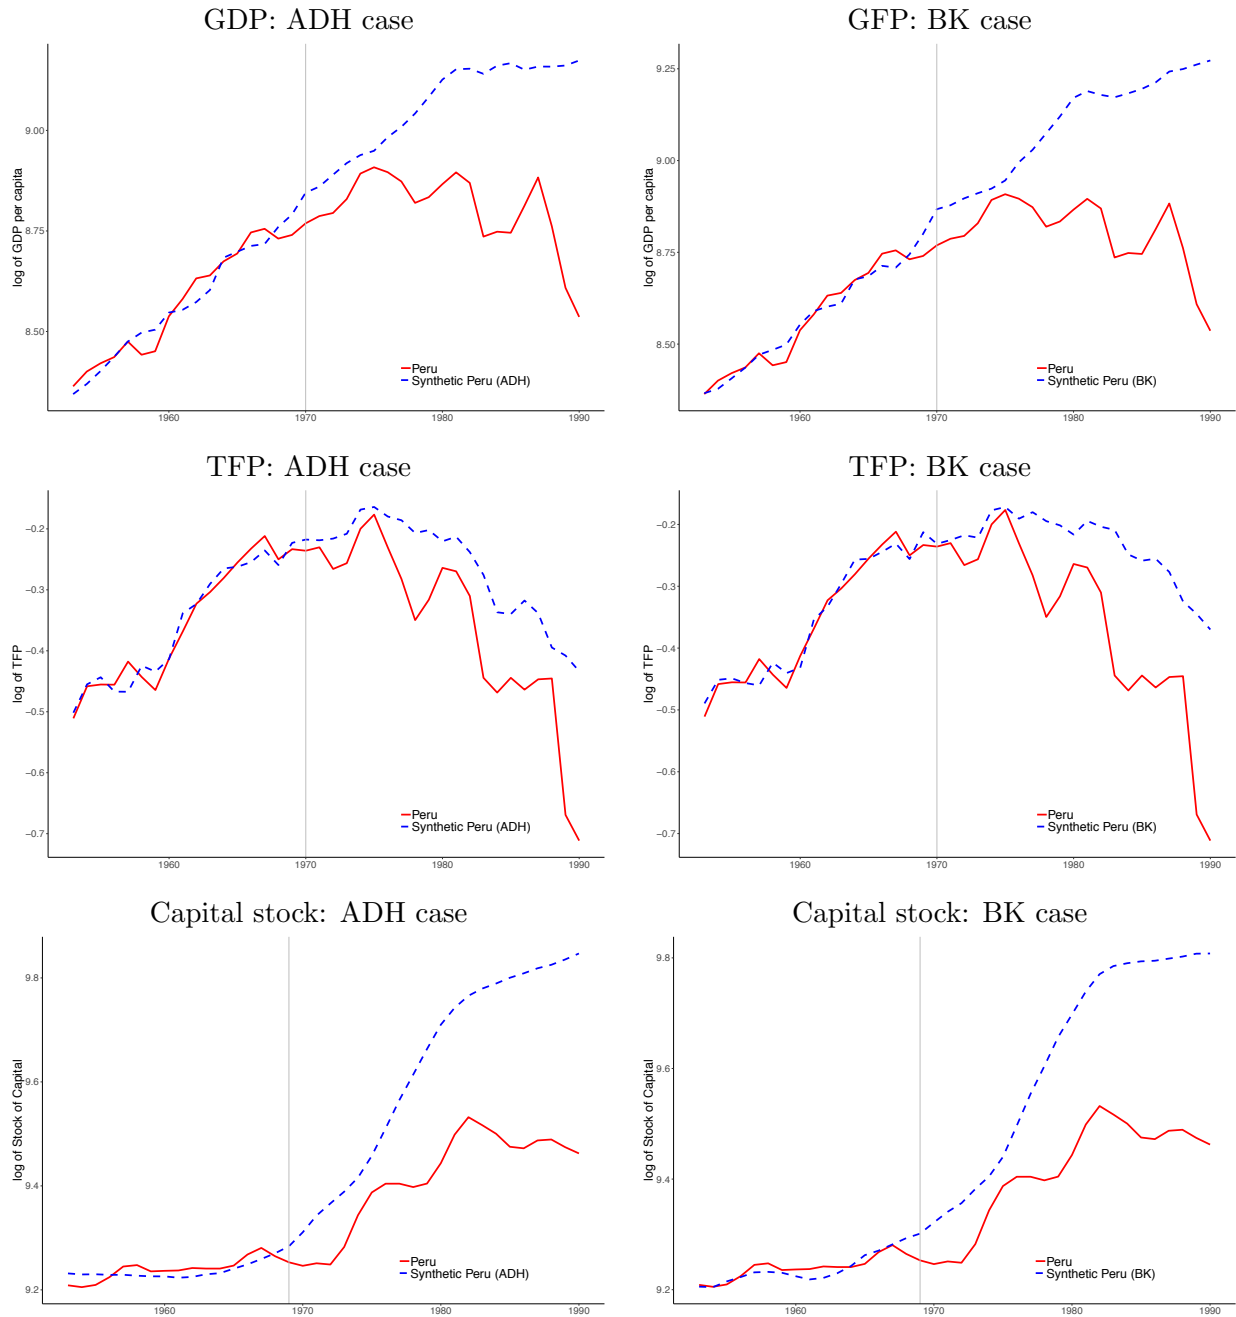 GDP: ADH case
log of GDP per capita
9.00
8.75
8.50
1960
1970
1980
1990
Peru
Synthetic Peru (ADH)
GFP: BK case
log of GDP per capita
9.25
9.00
8.75
8.50
1960
1970
1980
1990
Peru
Synthetic Peru (BK)
TFP: ADH case
log of TFP
−0.2
−0.3
−0.4
−0.5
−0.6
−0.7
1960
1970
1980
1990
Peru
Synthetic Peru (ADH)
TFP: BK case
log of TFP
−0.2
−0.3
−0.4
−0.5
−0.6
−0.7
1960
1970
1980
1990
Peru
Synthetic Peru (BK)
Capital stock: ADH case
log of Stock of Capital
9.8
9.6
9.4
9.2
1960
1970
1980
1990
Peru
Synthetic Peru (ADH)
Capital stock: BK case
log of Stock of Capital
9.8
9.6
9.4
9.2
1960
1970
1980
1990
Peru
Synthetic Peru (BK)